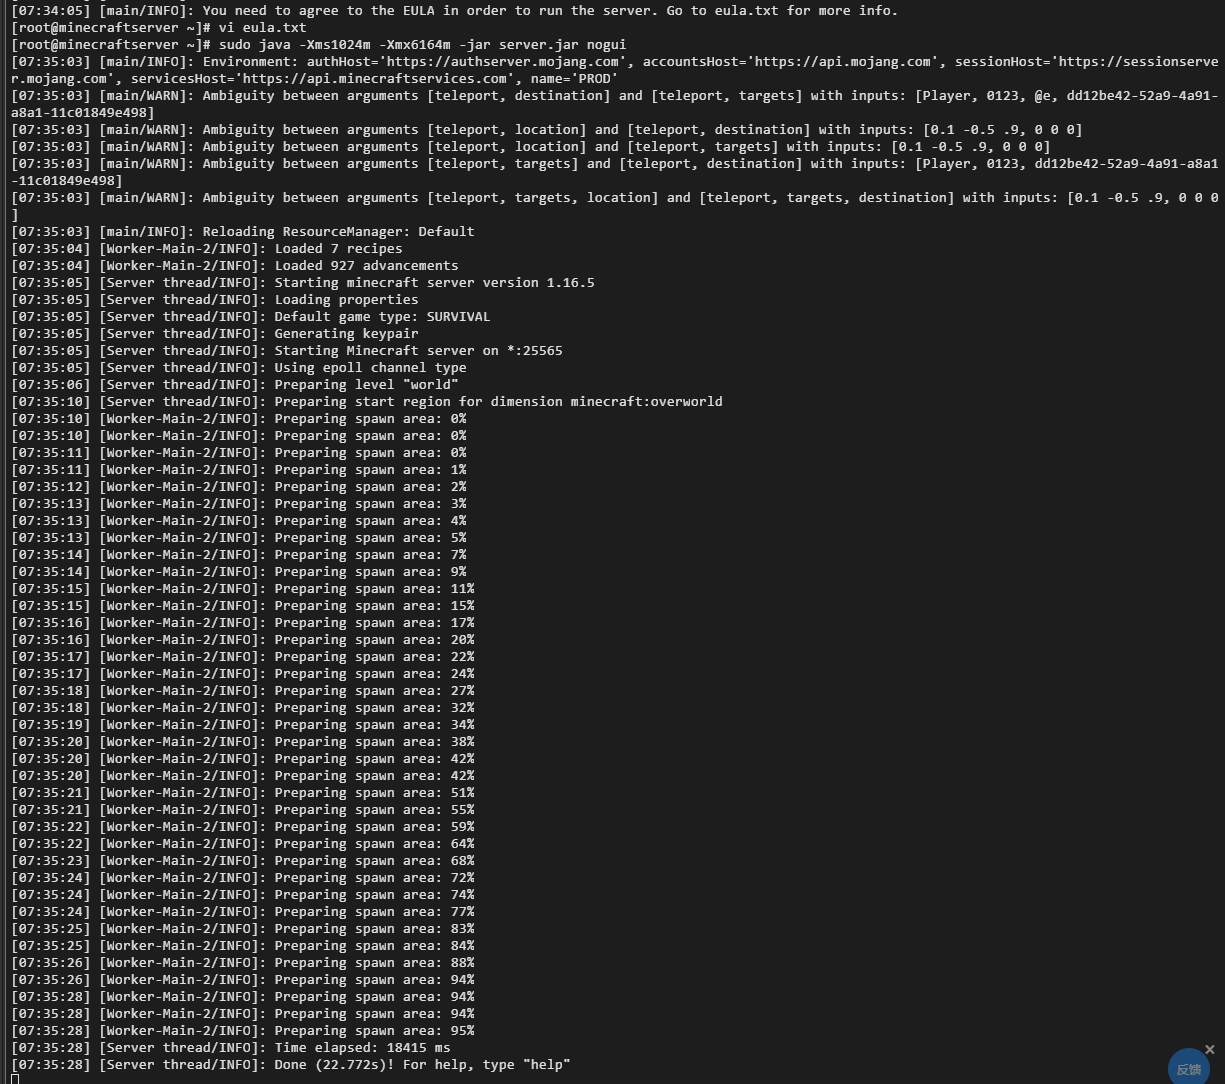 [07:34:05] [main/INFO]: You need to agree to the EULA in order to run the server. Go to eula.txt for more info.
[root@minecraftserver ~]# vi eula.txt
[root@minecraftserver ~]# sudo java -Xms1024m -Xmx6164m -jar server.jar nogui
[07:35:03] [main/INFO]: Environment: authHost='https://authserver.mojang.com', accountsHost='https://api.mojang.com', sessionHost='https://sessionserve
r.mojang.com', servicesHost='https://api.minecraftservices.com', name='PROD'
[07:35:03] [main/WARN]: Ambiguity between arguments [teleport, destination] and [teleport, targets] with inputs: [Player, 0123, @e, dd12be42-52a9-4a91-
a8a1-11c01849e498]
[07:35:03] [main/WARN]: Ambiguity between arguments [teleport, location] and [teleport, destination] with inputs: [0.1 -0.5 .9, 0 0 0]
[07:35:03] [main/WARN]: Ambiguity between arguments [teleport, location] and [teleport, targets] with inputs: [0.1 -0.5 .9, 0 0 0]
[07:35:03] [main/WARN]: Ambiguity between arguments [teleport, targets] and [teleport, destination] with inputs: [Player, 0123, dd12be42-52a9-4a91-a8a1
-11c01849e498]
[07:35:03] [main/WARN]: Ambiguity between arguments [teleport, targets, location] and [teleport, targets, destination] with inputs: [0.1 -0.5 .9, 0 0 0
]
[07:35:03] [main/INFO]: Reloading ResourceManager: Default
[07:35:04] [Worker-Main-2/INFO]: Loaded 7 recipes
[07:35:04] [Worker-Main-2/INFO]: Loaded 927 advancements
[07:35:05] [Server thread/INFO]: Starting minecraft server version 1.16.5
[07:35:05] [Server thread/INFO]: Loading properties
[07:35:05] [Server thread/INFO]: Default game type: SURVIVAL
[07:35:05] [Server thread/INFO]: Generating keypair
[07:35:05] [Server thread/INFO]: Starting Minecraft server on *:25565
[07:35:05] [Server thread/INFO]: Using epoll channel type
[07:35:06] [Server thread/INFO]: Preparing level "world"
[07:35:10] [Server thread/INFO]: Preparing start region for dimension minecraft:overworld
[07:35:10] [Worker-Main-2/INFO]: Preparing spawn area: 0%
[07:35:10] [Worker-Main-2/INFO]: Preparing spawn area: 0%
[07:35:11] [Worker-Main-2/INFO]: Preparing spawn area: 0%
[07:35:11] [Worker-Main-2/INFO]: Preparing spawn area: 1%
[07:35:12] [Worker-Main-2/INFO]: Preparing spawn area: 2%
[07:35:13] [Worker-Main-2/INFO]: Preparing spawn area: 3%
[07:35:13] [Worker-Main-2/INFO]: Preparing spawn area: 4%
[07:35:13] [Worker-Main-2/INFO]: Preparing spawn area: 5%
[07:35:14] [Worker-Main-2/INFO]: Preparing spawn area: 7%
[07:35:14] [Worker-Main-2/INFO]: Preparing spawn area: 9%
[07:35:15] [Worker-Main-2/INFO]: Preparing spawn area: 11%
[07:35:15] [Worker-Main-2/INFO]: Preparing spawn area: 15%
[07:35:16] [Worker-Main-2/INFO]: Preparing spawn area: 17%
[07:35:16] [Worker-Main-2/INFO]: Preparing spawn area: 20%
[07:35:17] [Worker-Main-2/INFO]: Preparing spawn area: 22%
[07:35:17] [Worker-Main-2/INFO]: Preparing spawn area: 24%
[07:35:18] [Worker-Main-2/INFO]: Preparing spawn area: 27%
[07:35:18] [Worker-Main-2/INFO]: Preparing spawn area: 32%
[07:35:19] [Worker-Main-2/INFO]: Preparing spawn area: 34%
[07:35:20] [Worker-Main-2/INFO]: Preparing spawn area: 38%
[07:35:20] [Worker-Main-2/INFO]: Preparing spawn area: 42%
[07:35:20] [Worker-Main-2/INFO]: Preparing spawn area: 42%
[07:35:21] [Worker-Main-2/INFO]: Preparing spawn area: 51%
[07:35:21] [Worker-Main-2/INFO]: Preparing spawn area: 55%
[07:35:22] [Worker-Main-2/INFO]: Preparing spawn area: 59%
[07:35:22] [Worker-Main-2/INFO]: Preparing spawn area: 64%
[07:35:23] [Worker-Main-2/INFO]: Preparing spawn area: 68%
[07:35:24] [Worker-Main-2/INFO]: Preparing spawn area: 72%
[07:35:24] [Worker-Main-2/INFO]: Preparing spawn area: 74%
[07:35:24] [Worker-Main-2/INFO]: Preparing spawn area: 77%
[07:35:25] [Worker-Main-2/INFO]: Preparing spawn area: 83%
[07:35:25] [Worker-Main-2/INFO]: Preparing spawn area: 84%
[07:35:26] [Worker-Main-2/INFO]: Preparing spawn area: 88%
[07:35:26] [Worker-Main-2/INFO]: Preparing spawn area: 94%
[07:35:28] [Worker-Main-2/INFO]: Preparing spawn area: 94%
[07:35:28] [Worker-Main-2/INFO]: Preparing spawn area: 94%
[07:35:28] [Worker-Main-2/INFO]: Preparing spawn area: 95%
[07:35:28] [Server thread/INFO]: Time elapsed: 18415 ms
[07:35:28] [Server thread/INFO]: Done (22.772s)! For help, type "help"
反馈